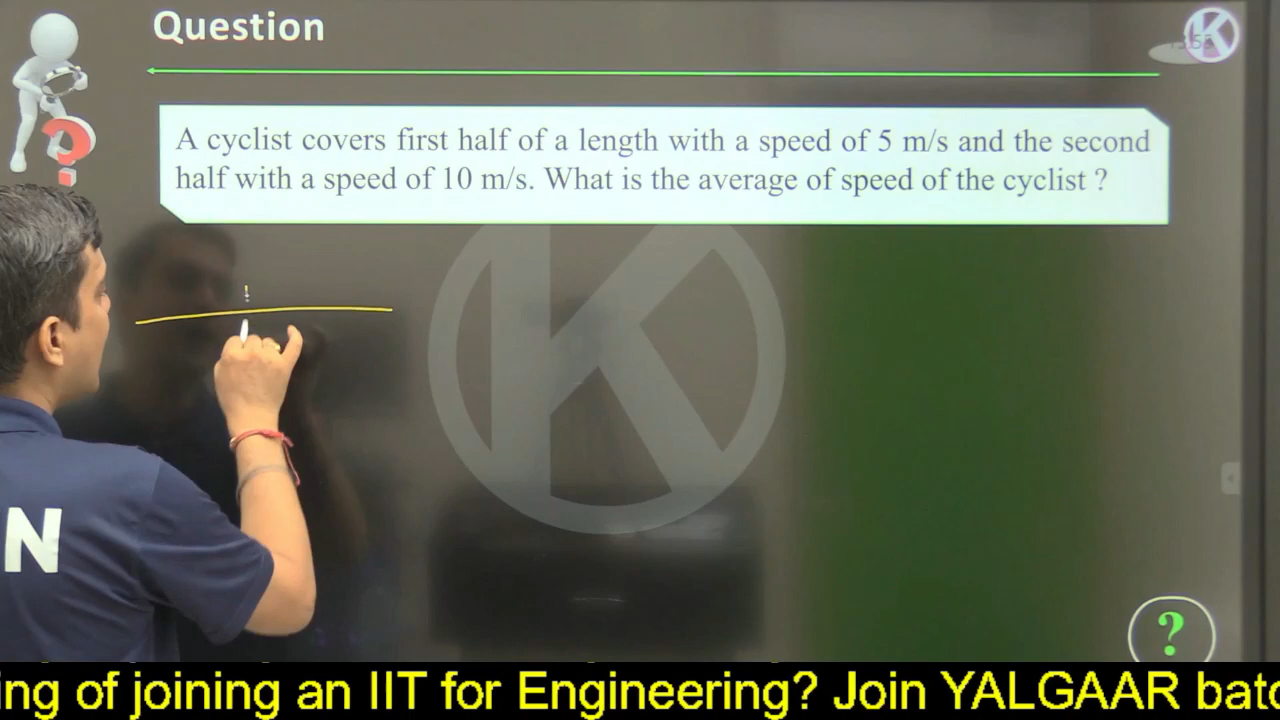 Question
A cyclist covers first half of a length with a speed of 5 m/s and the second
half with a speed of 10 m/s. What is the average of speed of the cyclist ?
K
?
N
ing of joining an IIT for Engineering? Join YALGAAR batc